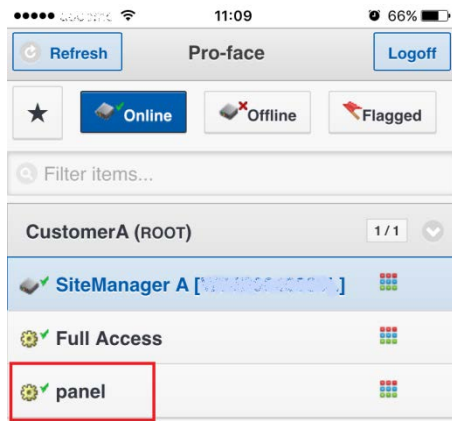 11:09
66%
Refresh
Pro-face
Logoff
Online
Offline
Flagged
Filter items...
CustomerA (ROOT)
1/1
SiteManager A [
.]
Full Access
panel